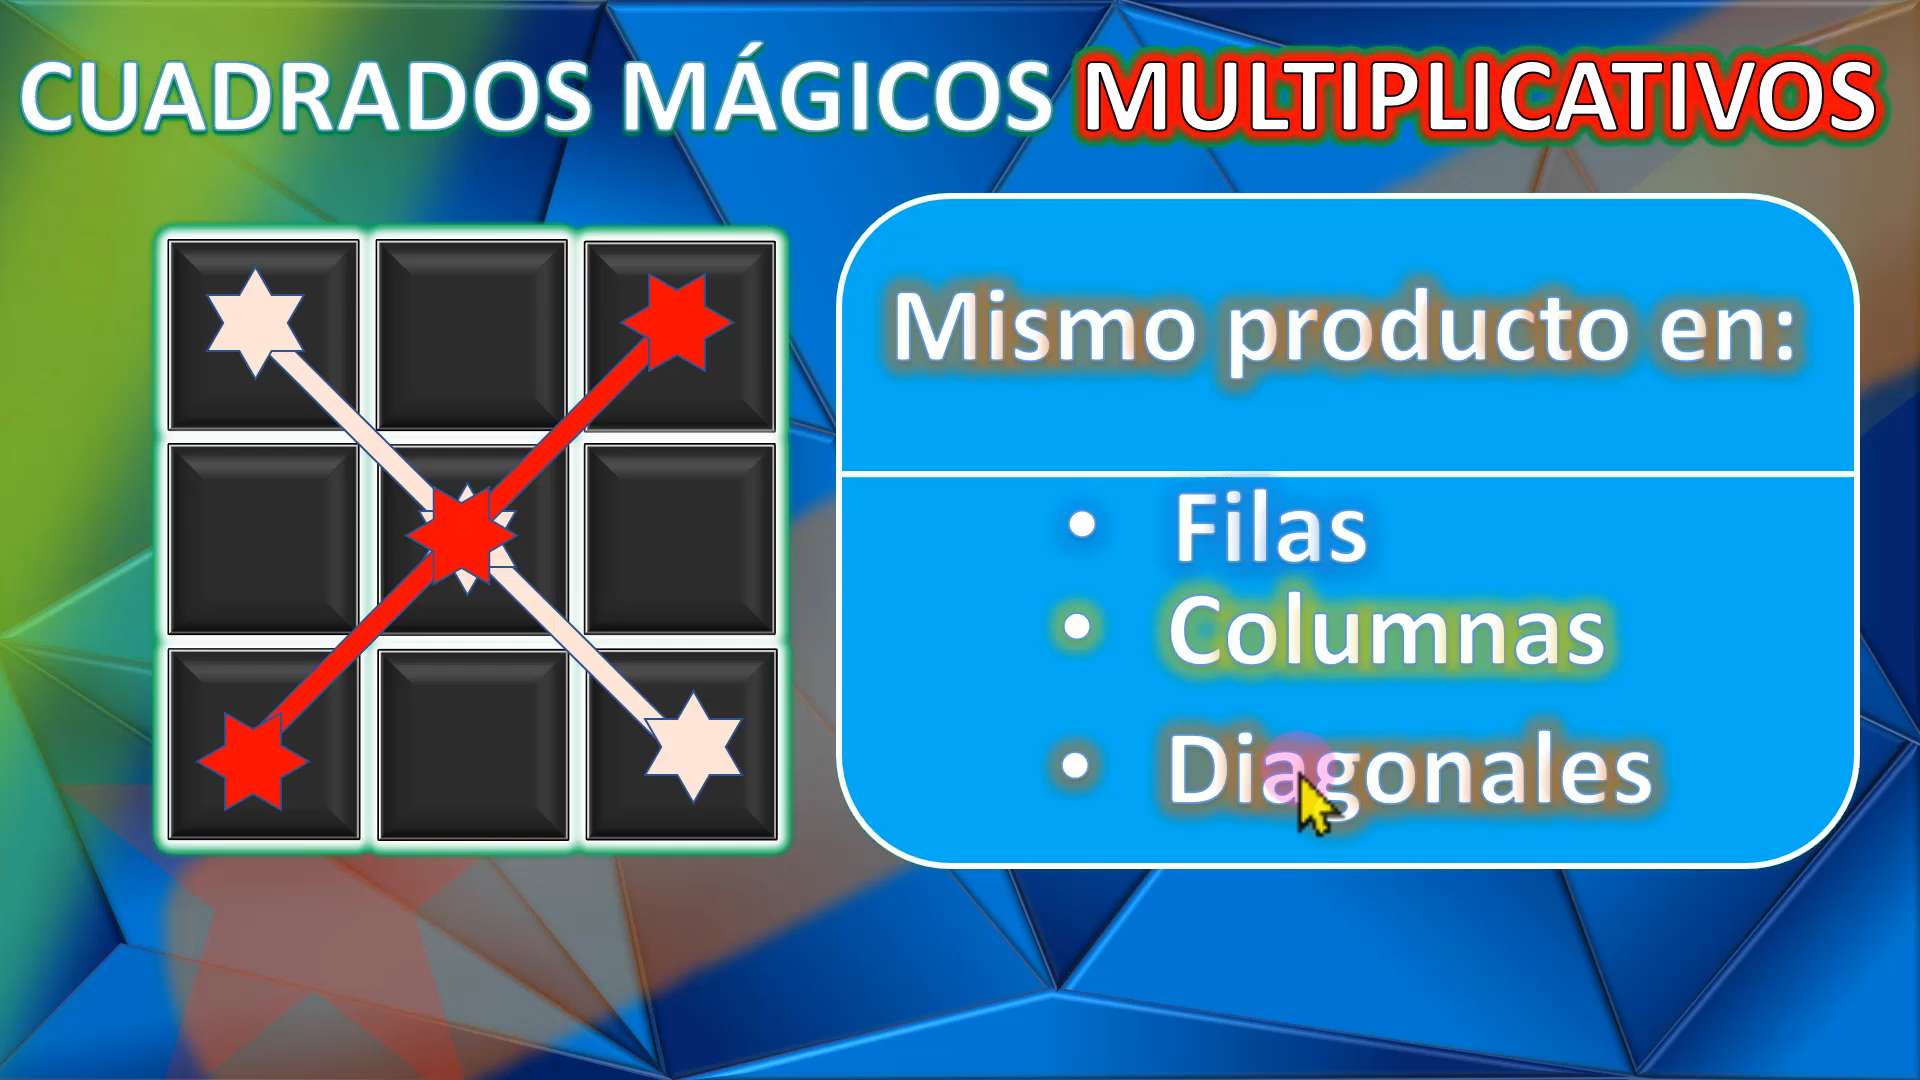 CUADRADOS MÁGICOS MULTIPLICATIVOS
Mismo producto en:
• Filas
• Columnas
• Diagonales